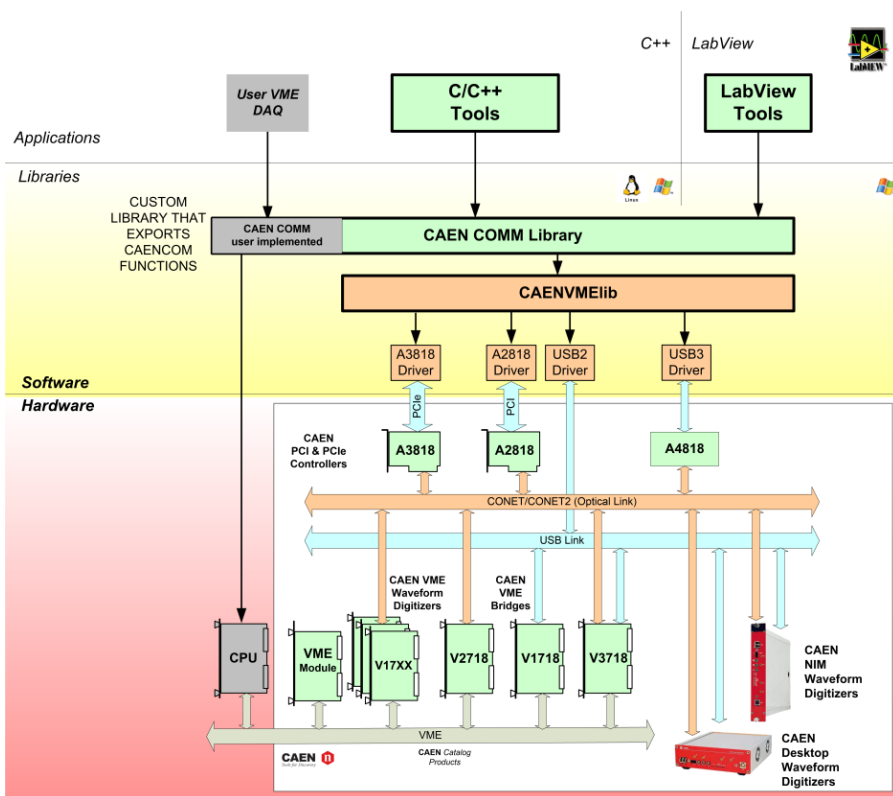 C++
LabView
LabVIEW
User VME
DAQ
C/C++
Tools
LabView
Tools
Applications
Libraries
Linux
CUSTOM
LIBRARY THAT
EXPORTS
CAENCOM
FUNCTIONS
CAEN COMM
user implemented
CAEN COMM Library
CAENVMElib
A3818
Driver
A2818
Driver
USB2
Driver
USB3
Driver
Software
Hardware
PCIe
PCI
CAEN
PCI & PCIe
Controllers
A3818
A2818
A4818
CONET/CONET2 (Optical Link)
USB Link
CAEN VME
Waveform
Digitizers
CAEN
VME
Bridges
CPU
VME
Module
V17XX
V2718
V1718
V3718
CAEN
NIM
Waveform
Digitizers
VME
CAEN
Tools for Discovery
n
CAEN Catalog
Products
CAEN
Desktop
Waveform
Digitizers